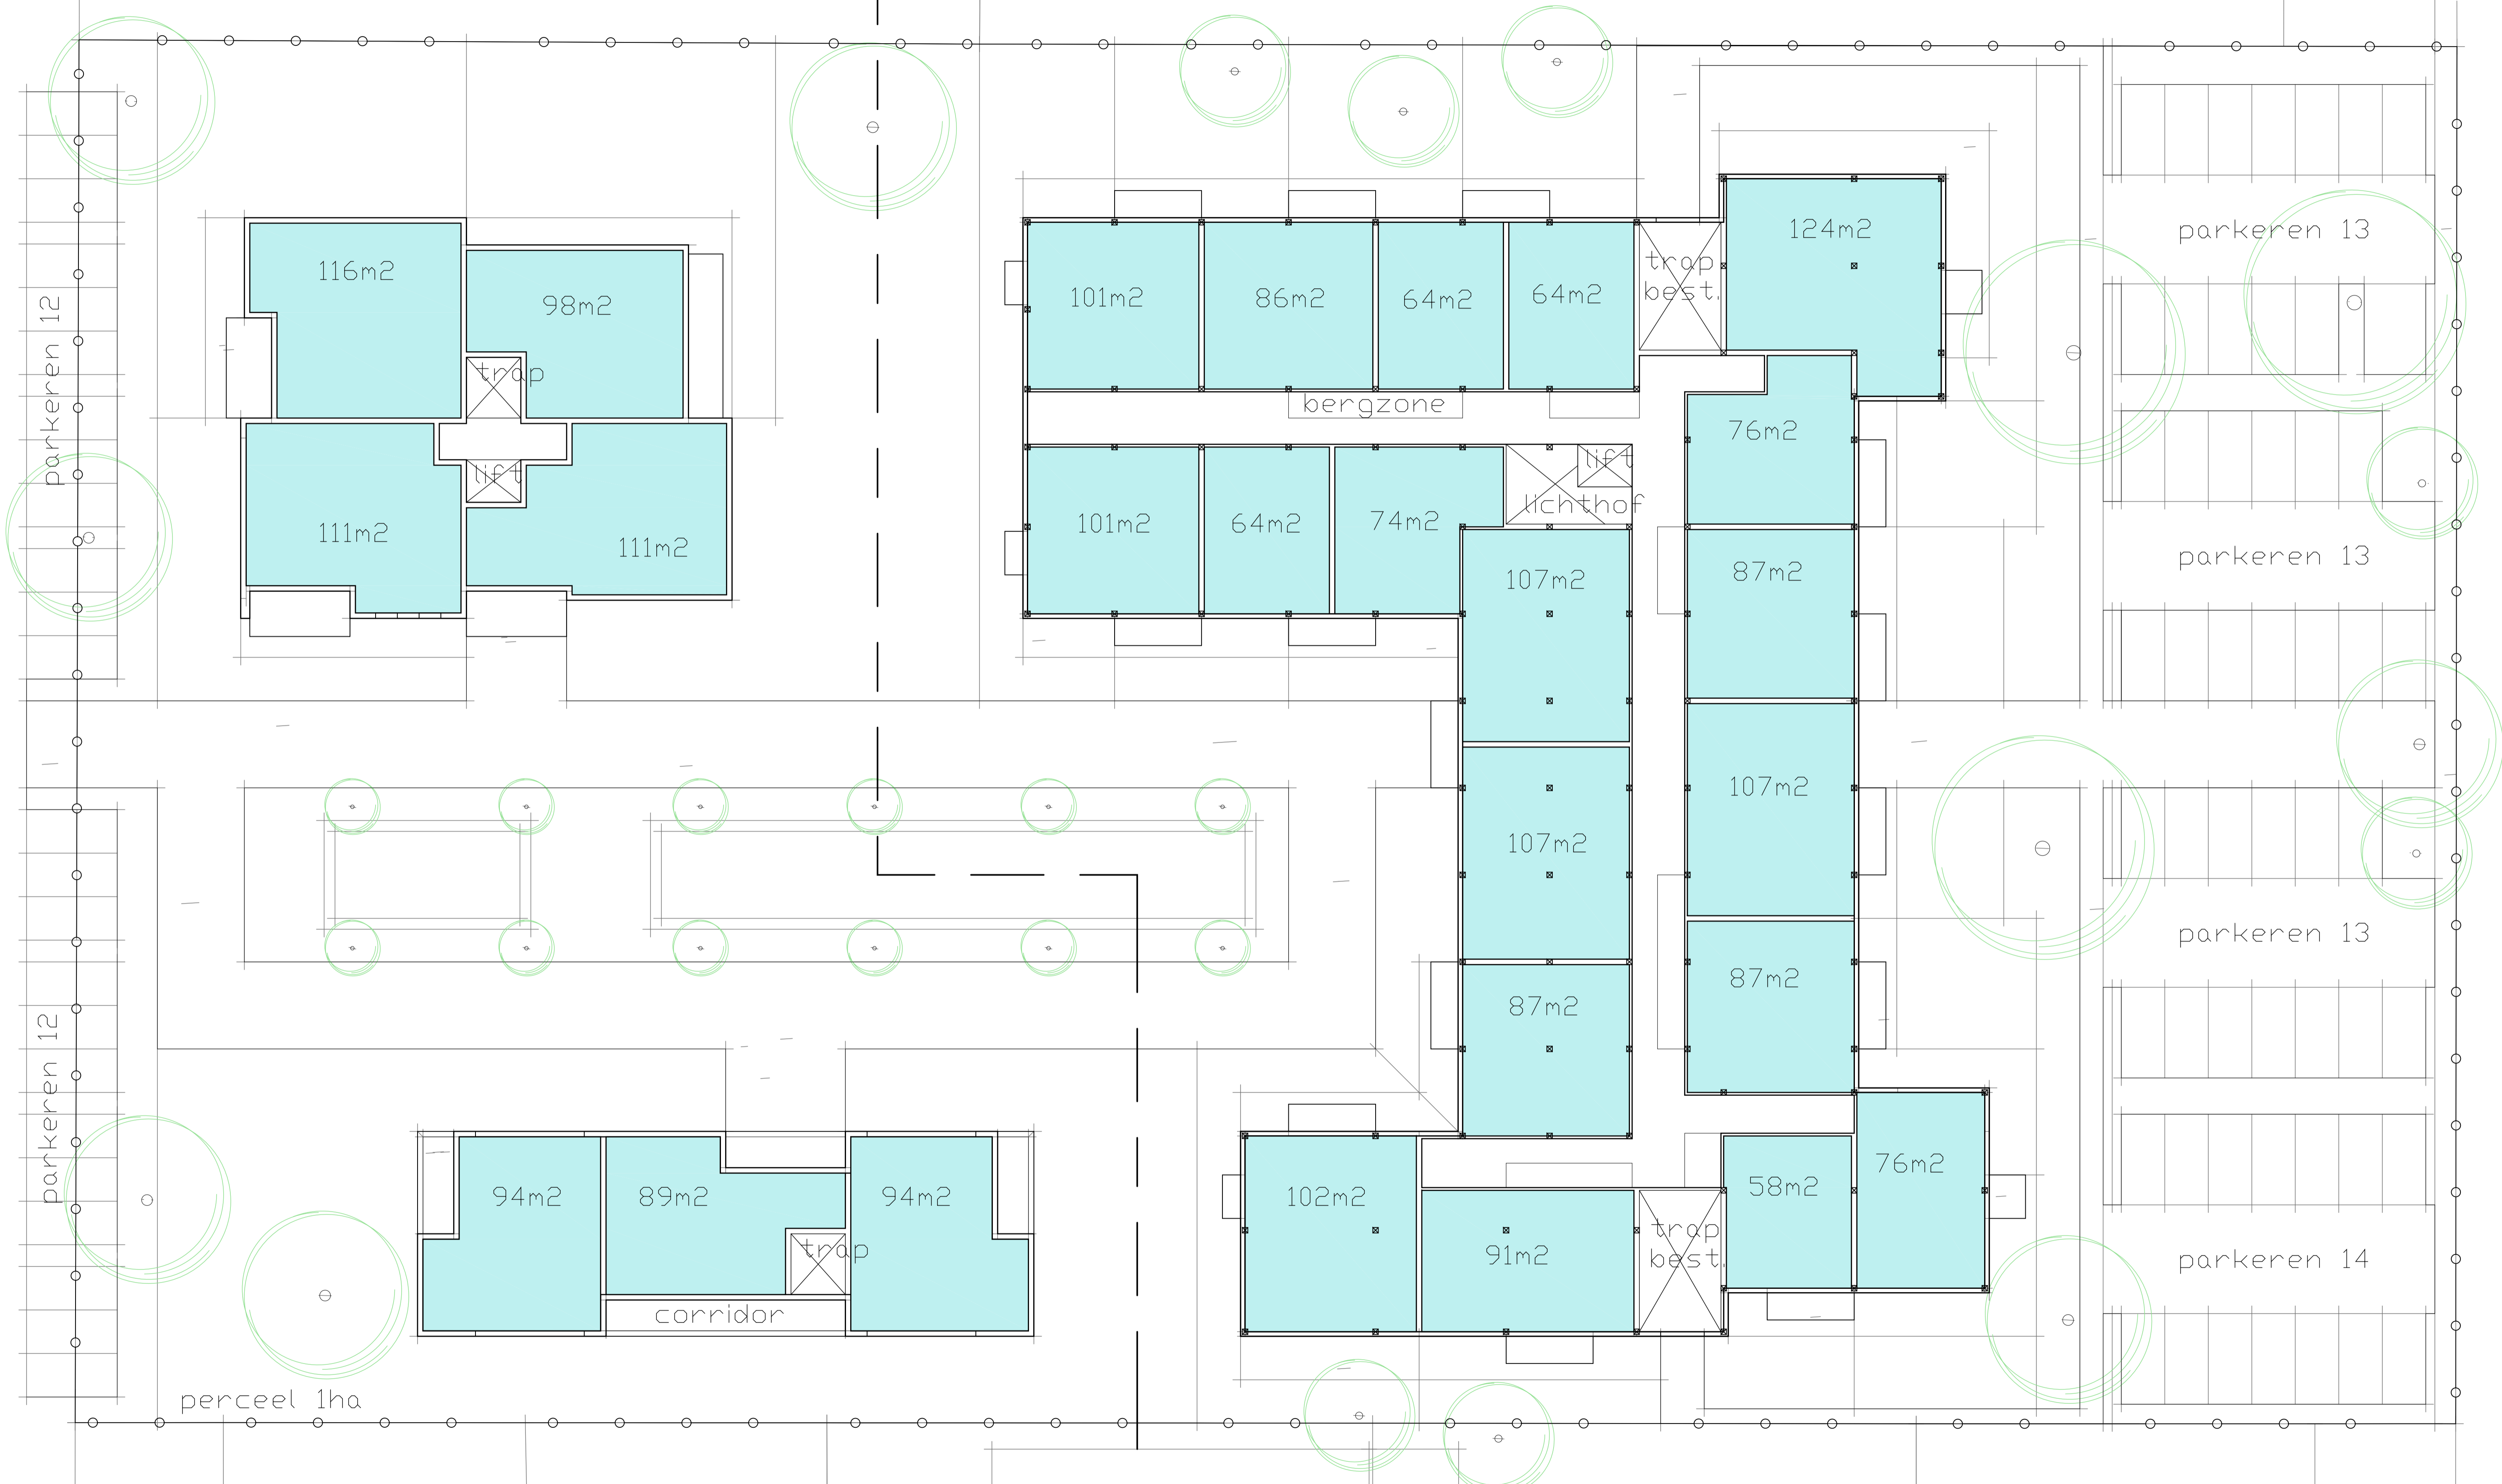 parkeren 12
116m2
98m2
trap
lift
111m2
111m2
101m2
86m2
64m2
64m2
trap
best.
124m2
bergzone
101m2
64m2
74m2
lift
lichthof
76m2
107m2
87m2
107m2
107m2
87m2
87m2
parkeren 13
parkeren 13
parkeren 13
parkeren 14
parkeren 12
94m2
89m2
94m2
trap
corridor
102m2
91m2
trap
best.
58m2
76m2
perceel 1ha